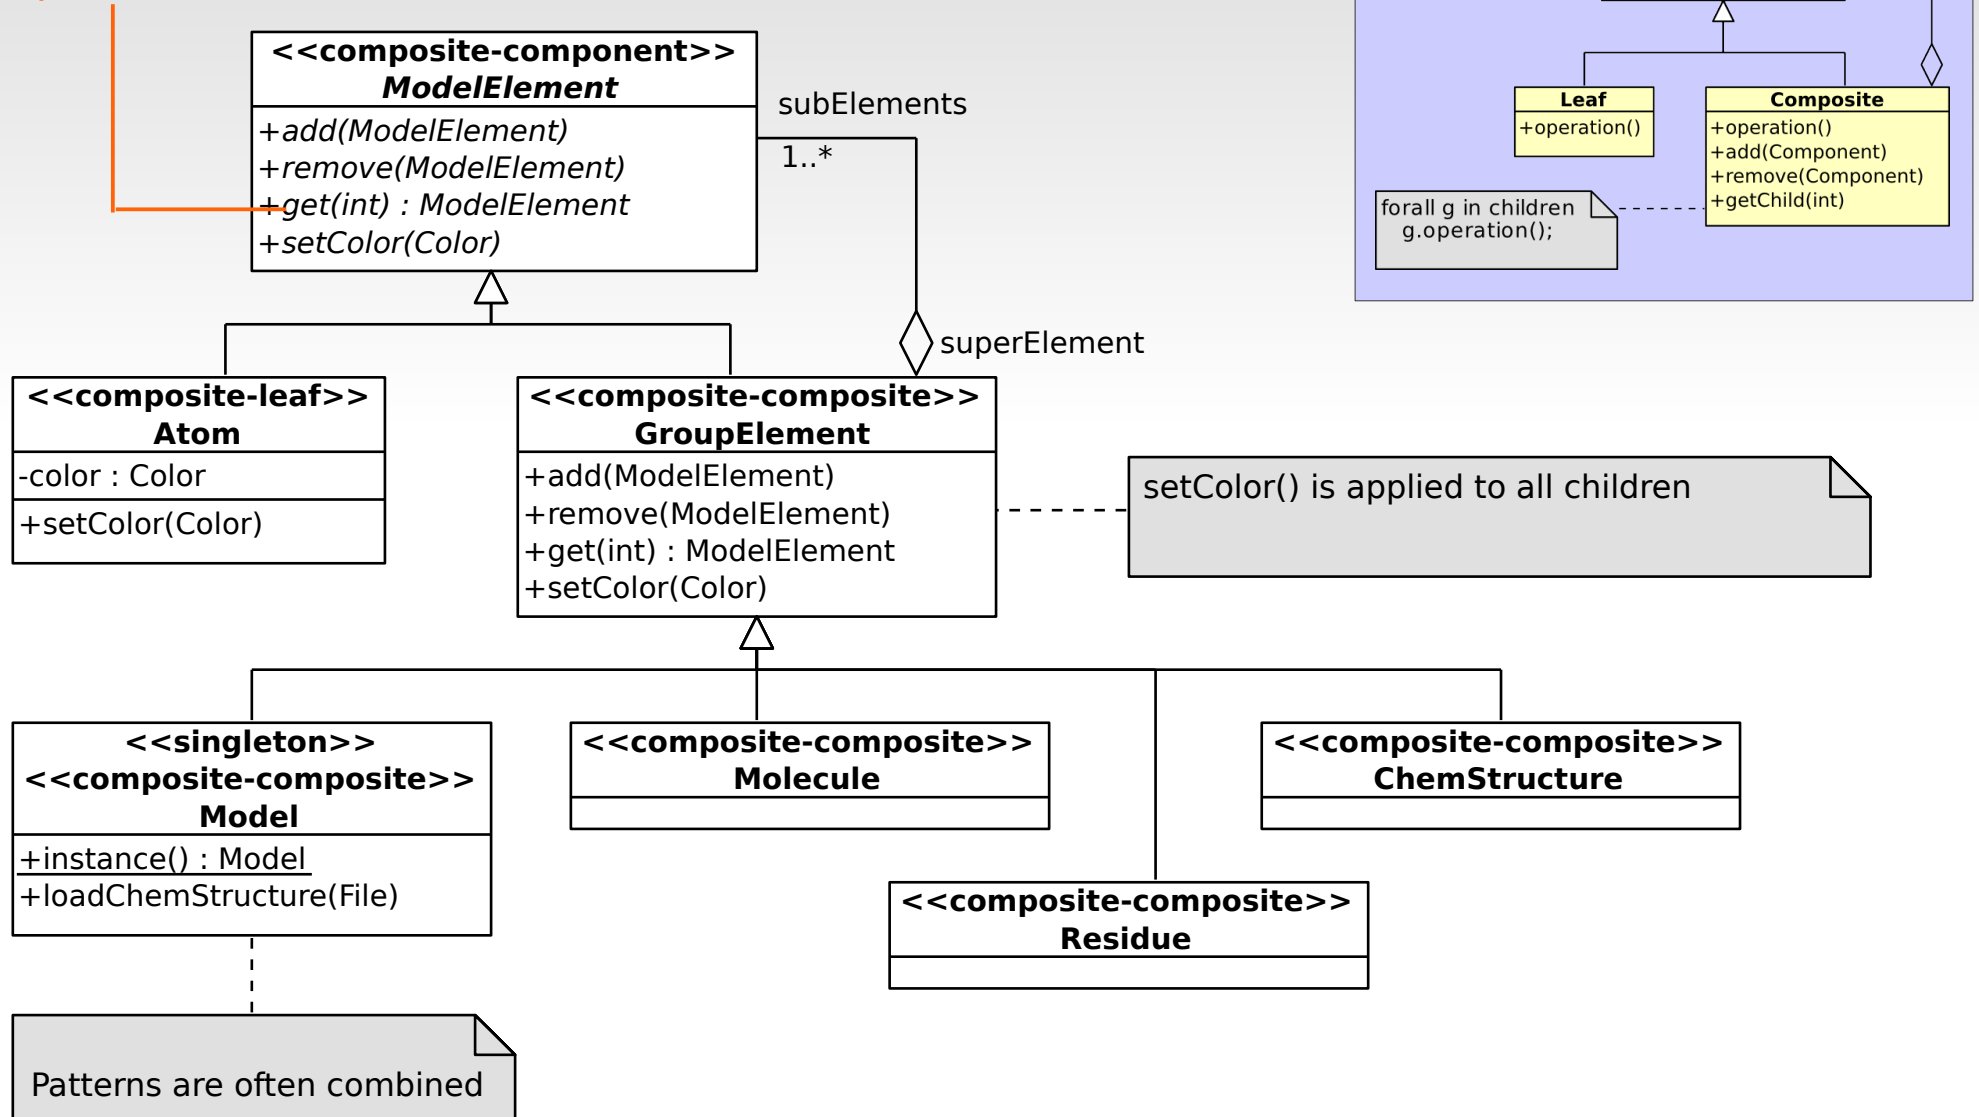 <<composite-component>>
ModelElement
+add(ModelElement)
+remove(ModelElement)
+get(int) : ModelElement
+setColor(Color)
subElements
1..*
superElement
Leaf
+operation()
Composite
+operation()
+add(Component)
+remove(Component)
+getChild(int)
forall g in children
g.operation();
<<composite-leaf>>
Atom
-color : Color
+setColor(Color)
<<composite-composite>>
GroupElement
+add(ModelElement)
+remove(ModelElement)
+get(int) : ModelElement
+setColor(Color)
setColor() is applied to all children
<<singleton>>
<<composite-composite>>
Model
+instance() : Model
+loadChemStructure(File)
<<composite-composite>>
Molecule
<<composite-composite>>
ChemStructure
<<composite-composite>>
Residue
Patterns are often combined